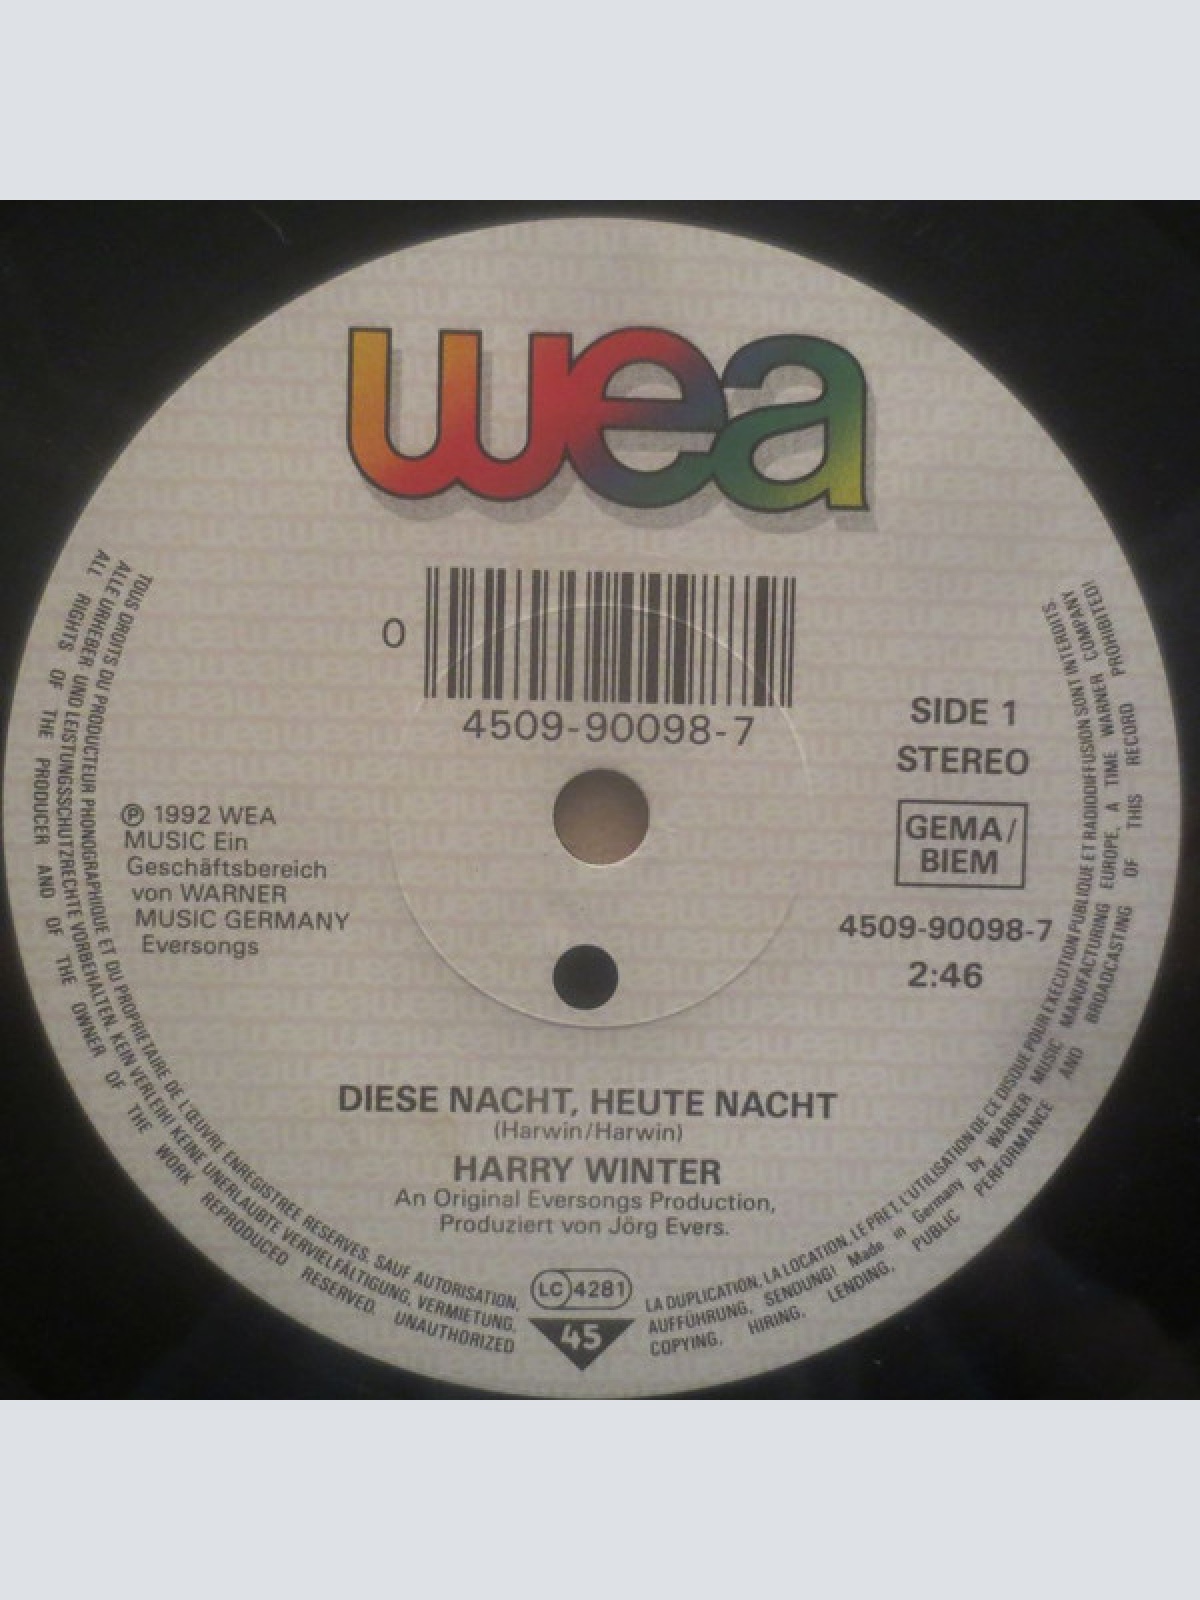 wea
0
4509-90098-7
SIDE 1
STEREO
GEMA/
BIEM
4509-90098-7
2:46
℗ 1992 WEA
MUSIC Ein
Geschäftsbereich
von WARNER
MUSIC GERMANY
Eversongs
DIESE NACHT, HEUTE NACHT
(Harwin/Harwin)
HARRY WINTER
An Original Eversongs Production,
Produziert von Jörg Evers.
LC 4281
45
TOUS DROITS DU PRODUCTEUR PHONOGRAPHIQUE ET DU PROPRIETAIRE DE L'ŒUVRE ENREGISTREE RESERVES. SAUF AUTORISATION, LA DUPLICATION, LA LOCATION, LE PRET, L'UTILISATION DE CE DISQUE POUR EXECUTION PUBLIQUE ET RADIODIFFUSION SONT INTERDITS.
ALLE URHEBER UND LEISTUNGSSCHUTZRECHTE VORBEHALTEN. KEIN VERLEIH! KEINE UNERLAUBTE VERVIELFÄLTIGUNG, VERMIETUNG, AUFFÜHRUNG, SENDUNG! Made in Germany by WARNER MUSIC MANUFACTURING EUROPE, A TIME WARNER COMPANY
ALL RIGHTS OF THE PRODUCER AND OF THE OWNER OF THE WORK REPRODUCED RESERVED. UNAUTHORIZED COPYING, HIRING, LENDING, PUBLIC PERFORMANCE AND BROADCASTING OF THIS RECORD PROHIBITED!